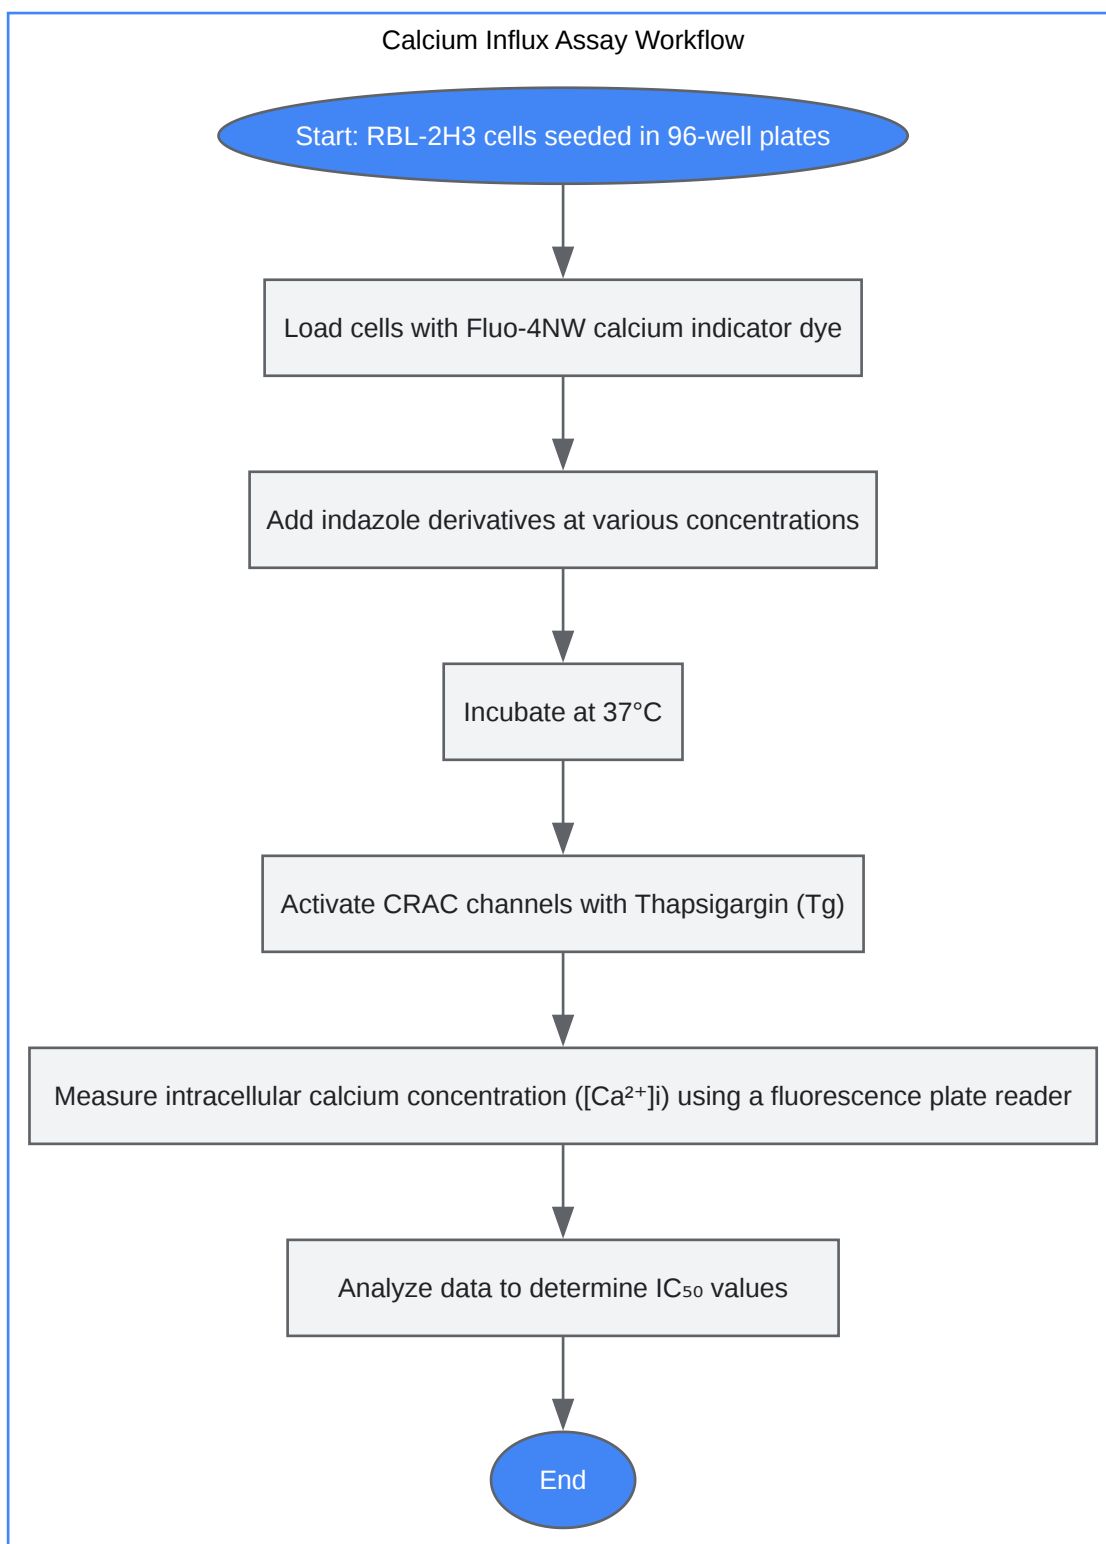 Calcium Influx Assay Workflow
Start: RBL-2H3 cells seeded in 96-well plates
Load cells with Fluo-4NW calcium indicator dye
Add indazole derivatives at various concentrations
Incubate at 37°C
Activate CRAC channels with Thapsigargin (Tg)
Measure intracellular calcium concentration ([Ca²⁺]i) using a fluorescence plate reader
Analyze data to determine IC₅₀ values
End